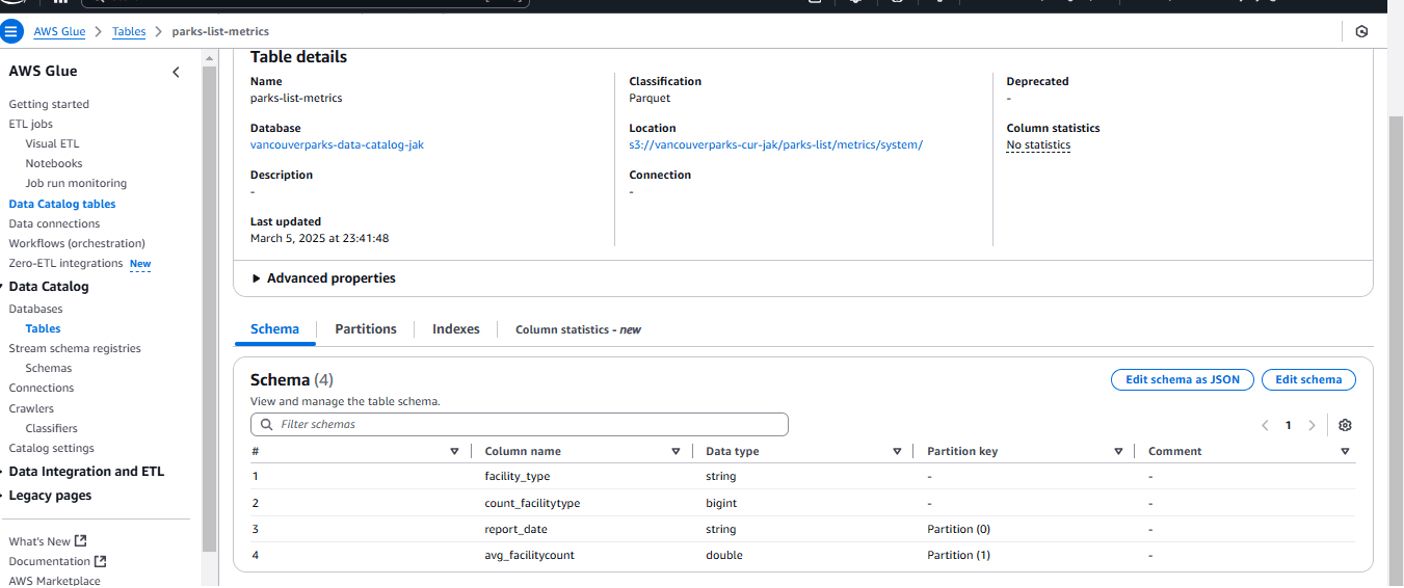 AWS Glue > Tables > parks-list-metrics
AWS Glue
Getting started
ETL jobs
Visual ETL
Notebooks
Job run monitoring
Data Catalog tables
Data connections
Workflows (orchestration)
Zero-ETL integrations New
Data Catalog
Databases
Tables
Stream schema registries
Schemas
Connections
Crawlers
Classifiers
Catalog settings
Data Integration and ETL
Legacy pages
What's New
Documentation
AWS Marketplace
Table details
Name
parks-list-metrics
Database
vancouverparks-data-catalog-jak
Description
-
Last updated
March 5, 2025 at 23:41:48
Classification
Parquet
Location
s3://vancouverparks-cur-jak/parks-list/metrics/system/
Connection
-
Deprecated
-
Column statistics
No statistics
Advanced properties
Schema Partitions Indexes Column statistics - new
Schema (4)
View and manage the table schema.
Edit schema as JSON Edit schema
Filter schemas
< 1 >
# Column name Data type Partition key Comment
1 facility_type string - -
2 count_facilitytype bigint - -
3 report_date string Partition (0) -
4 avg_facilitycount double Partition (1) -